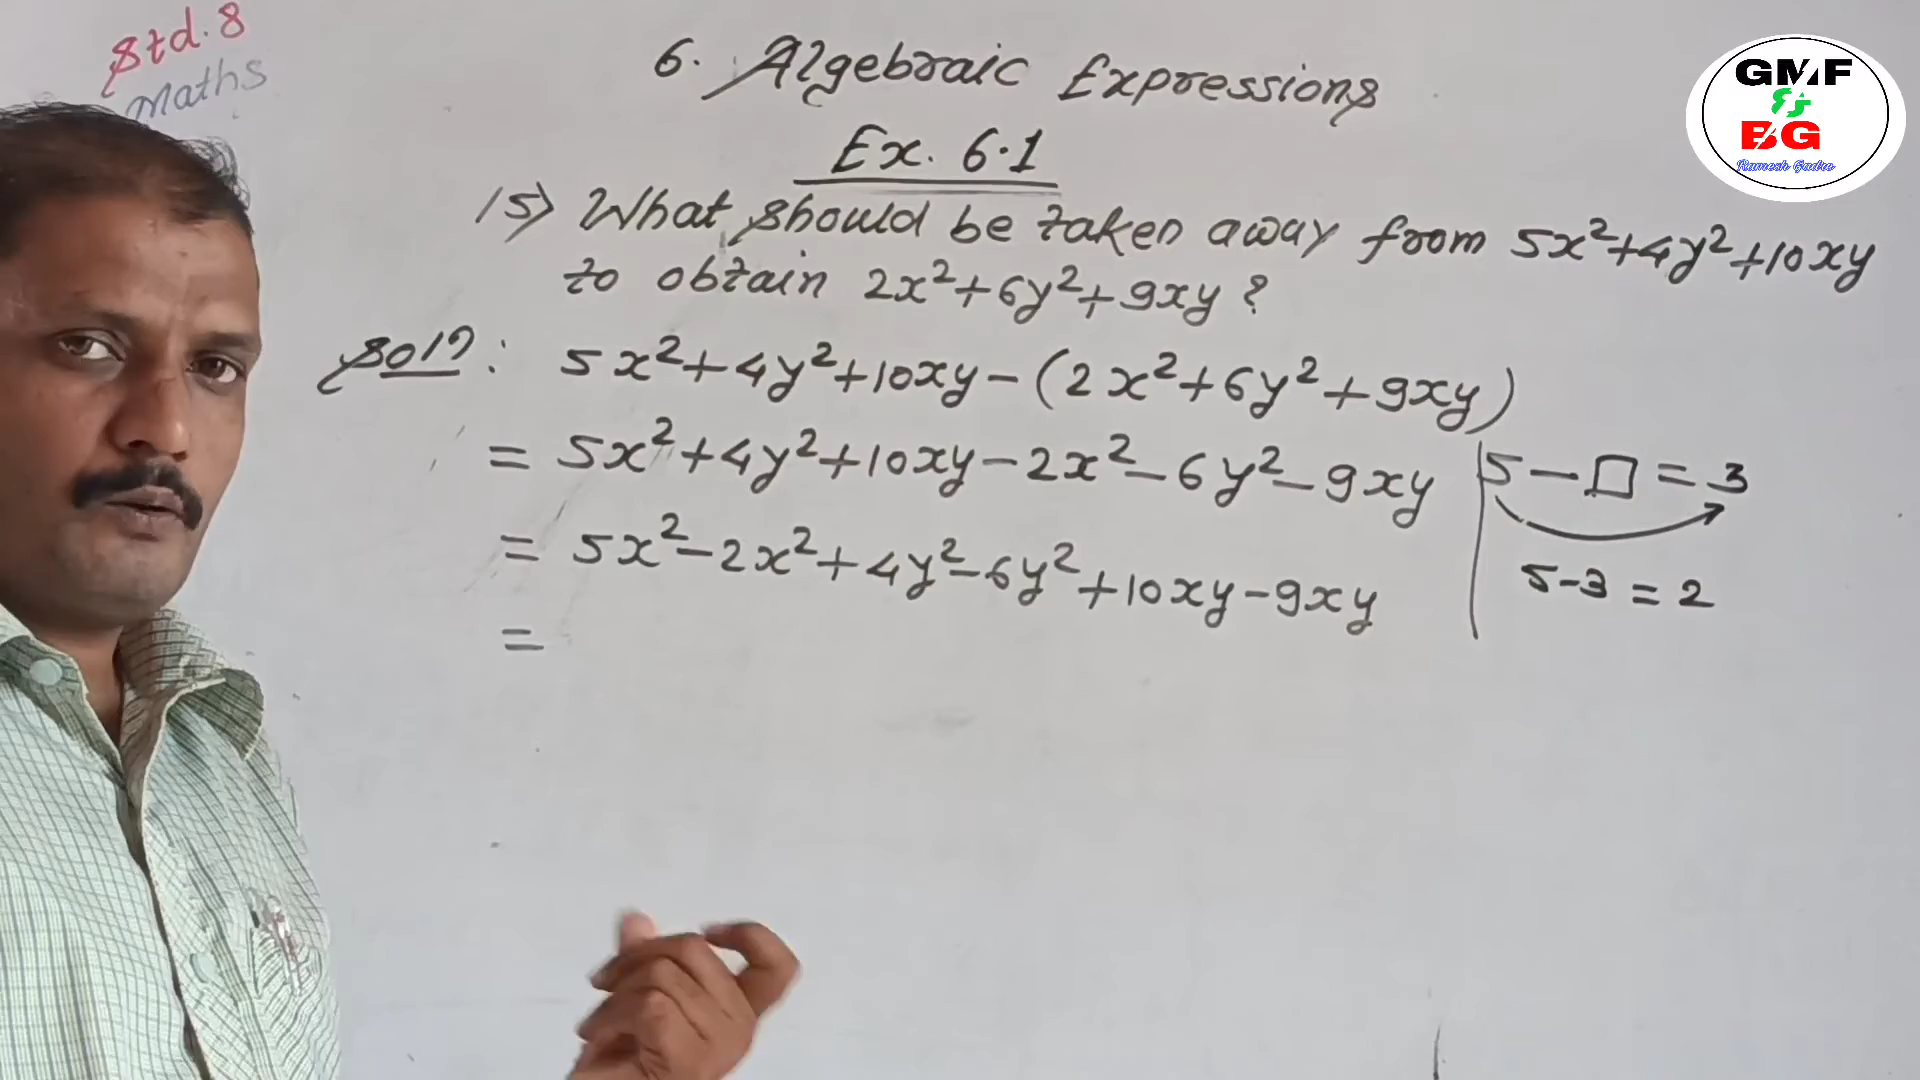 Std. 8
Maths
6. Algebraic Expressions
Ex. 6.1
GMF
BG
Ramesh Gadre
15) What should be taken away from 5x²+4y²+10xy
to obtain 2x²+6y²+9xy ?
Solⁿ : 5x²+4y²+10xy-(2x²+6y²+9xy)
= 5x²+4y²+10xy-2x²-6y²-9xy
= 5x²-2x²+4y²-6y²+10xy-9xy
=
5-□=3
5-3=2